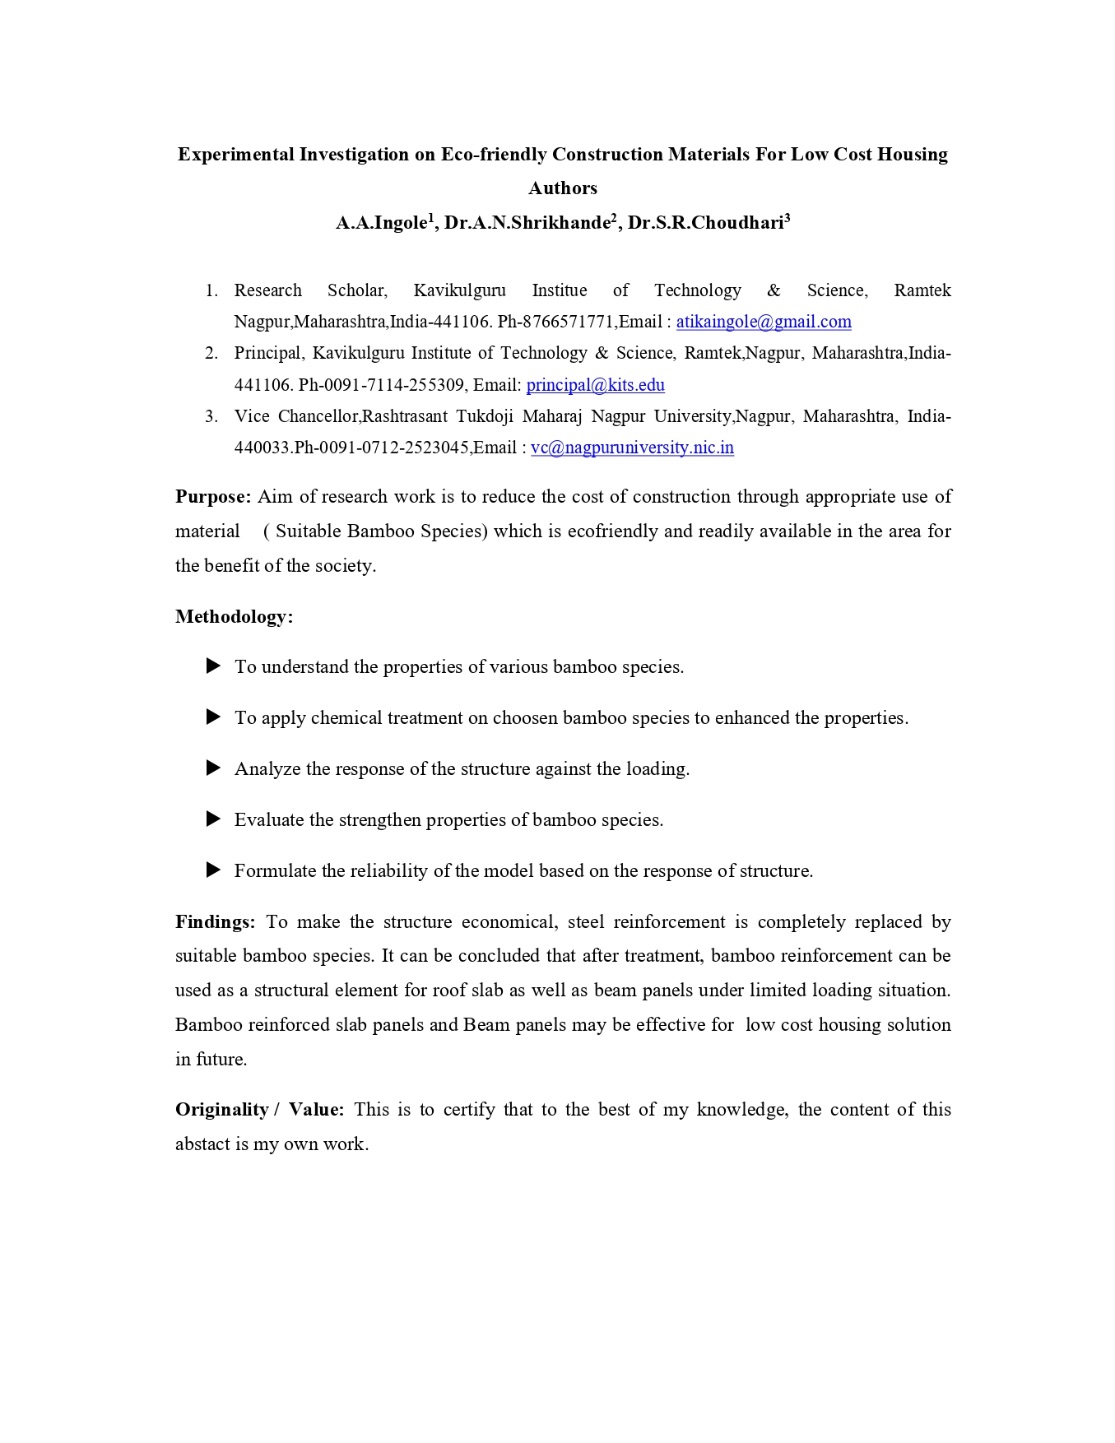 Experimental Investigation on Eco-friendly Construction Materials For Low Cost Housing
Authors
A.A.Ingole1, Dr.A.N.Shrikhande2, Dr.S.R.Choudhari3
1. Research Scholar, Kavikulguru Institue of Technology & Science, Ramtek
Nagpur,Maharashtra,India-441106. Ph-8766571771,Email : atikaingole@gmail.com
2. Principal, Kavikulguru Institute of Technology & Science, Ramtek,Nagpur, Maharashtra,India-
441106. Ph-0091-7114-255309, Email: principal@kits.edu
3. Vice Chancellor,Rashtrasant Tukdoji Maharaj Nagpur University,Nagpur, Maharashtra, India-
440033.Ph-0091-0712-2523045,Email : vc@nagpuruniversity.nic.in
Purpose: Aim of research work is to reduce the cost of construction through appropriate use of
material ( Suitable Bamboo Species) which is ecofriendly and readily available in the area for
the benefit of the society.
Methodology:
▶ To understand the properties of various bamboo species.
▶ To apply chemical treatment on choosen bamboo species to enhanced the properties.
▶ Analyze the response of the structure against the loading.
▶ Evaluate the strengthen properties of bamboo species.
▶ Formulate the reliability of the model based on the response of structure.
Findings: To make the structure economical, steel reinforcement is completely replaced by
suitable bamboo species. It can be concluded that after treatment, bamboo reinforcement can be
used as a structural element for roof slab as well as beam panels under limited loading situation.
Bamboo reinforced slab panels and Beam panels may be effective for low cost housing solution
in future.
Originality / Value: This is to certify that to the best of my knowledge, the content of this
abstact is my own work.